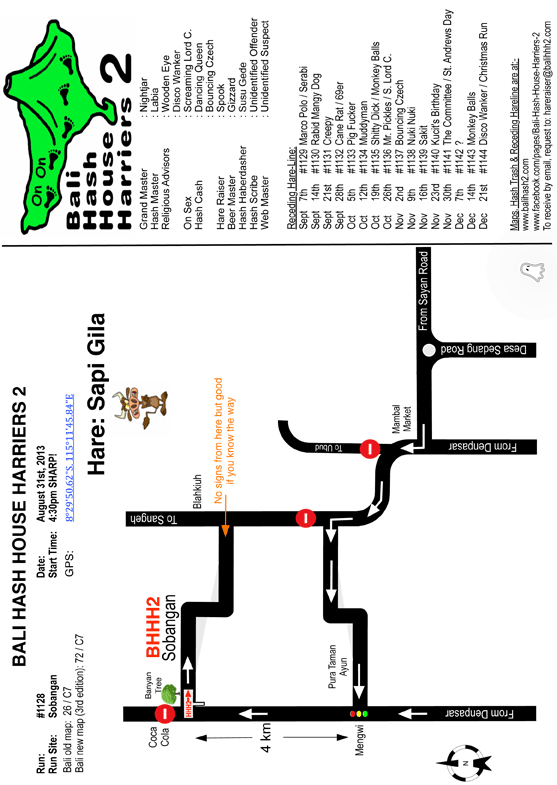 BALI HASH HOUSE HARRIERS 2
Run: #1128
Run Site: Sobangan
Bali old map: 26 / C7
Bali new map (3rd edition): 72 / C7
Date: August 31st, 2013
Start Time: 4:30pm SHARP!
GPS: 8°29'50.62"S, 115°11'45.84"E
Hare: Sapi Gila
Coca
Cola
Banyan
Tree
HHH
BHHH2
Sobangan
Blahkiuh
No signs from here but good
if you know the way
To Sangeh
To Ubud
Mambal
Market
From Sayan Road
Desa Sedang Road
From Denpasar
4 km
Pura Taman
Ayun
Mengwi
From Denpasar
N
On On
Bali
Hash
House
Harriers 2
Grand Master : Nightjar
Hash Master : Labia
Religious Advisors : Wooden Eye
: Disco Wanker
On Sex : Screaming Lord C.
Hash Cash : Dancing Queen
: Bouncing Czech
Hare Raiser : Spook
Beer Master : Gizzard
Hash Haberdasher : Susu Gede
Hash Scribe : Unidentified Offender
Web Master : Unidentified Suspect
Receding Hare-Line:
Sept 7th #1129 Marco Polo / Serabi
Sept 14th #1130 Rabid Mangy Dog
Sept 21st #1131 Creepy
Sept 28th #1132 Cane Rat / 69er
Oct 5th #1133 Pig Fucker
Oct 12th #1134 Muddyman
Oct 19th #1135 Shitty Dick / Monkey Balls
Oct 26th #1136 Mr. Pickles / S. Lord C.
Nov 2nd #1137 Bouncing Czech
Nov 9th #1138 Nuki Nuki
Nov 16th #1139 Sakit
Nov 23rd #1140 Kucit's Birthday
Nov 30th #1141 The Committee / St. Andrews Day
Dec 7th #1142 ?
Dec 14th #1143 Monkey Balls
Dec 21st #1144 Disco Wanker / Christmas Run
Maps, Hash Trash & Receding Hareline are at:
www.balihash2.com
www.facebook.com/pages/Bali-Hash-House-Harriers-2
To receive by email, request to: hareraiser@balihhh2.com